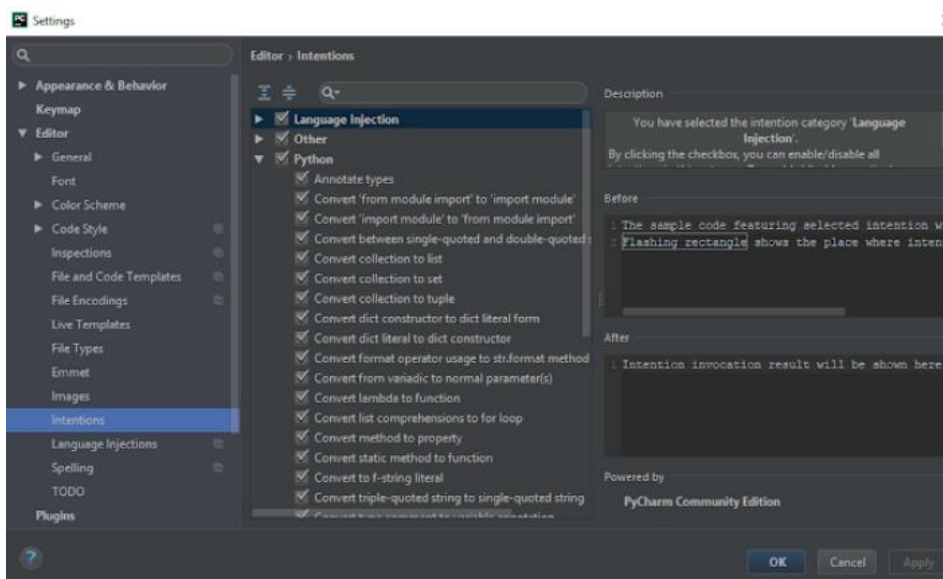 Settings
Appearance & Behavior
Keymap
Editor
General
Font
Color Scheme
Code Style
Inspections
File and Code Templates
File Encodings
Live Templates
File Types
Emmet
Images
Intentions
Language Injections
Spelling
TODO
Plugins
Editor › Intentions
Language Injection
Other
Python
Annotate types
Convert 'from module import' to 'import module'
Convert 'import module' to 'from module import'
Convert between single-quoted and double-quoted
Convert collection to list
Convert collection to set
Convert collection to tuple
Convert dict constructor to dict literal form
Convert dict literal to dict constructor
Convert format operator usage to str.format method
Convert from variadic to normal parameter(s)
Convert lambda to function
Convert list comprehensions to for loop
Convert method to property
Convert static method to function
Convert to f-string literal
Convert triple-quoted string to single-quoted string
Convert type comment to variable annotation
Description
You have selected the intention category 'Language
Injection'.
By clicking the checkbox, you can enable/disable all
Before
1 The sample code featuring selected intention w
2 Flashing rectangle shows the place where inten
After
1 Intention invocation result will be shown here
Powered by
PyCharm Community Edition
?
OK
Cancel
Apply